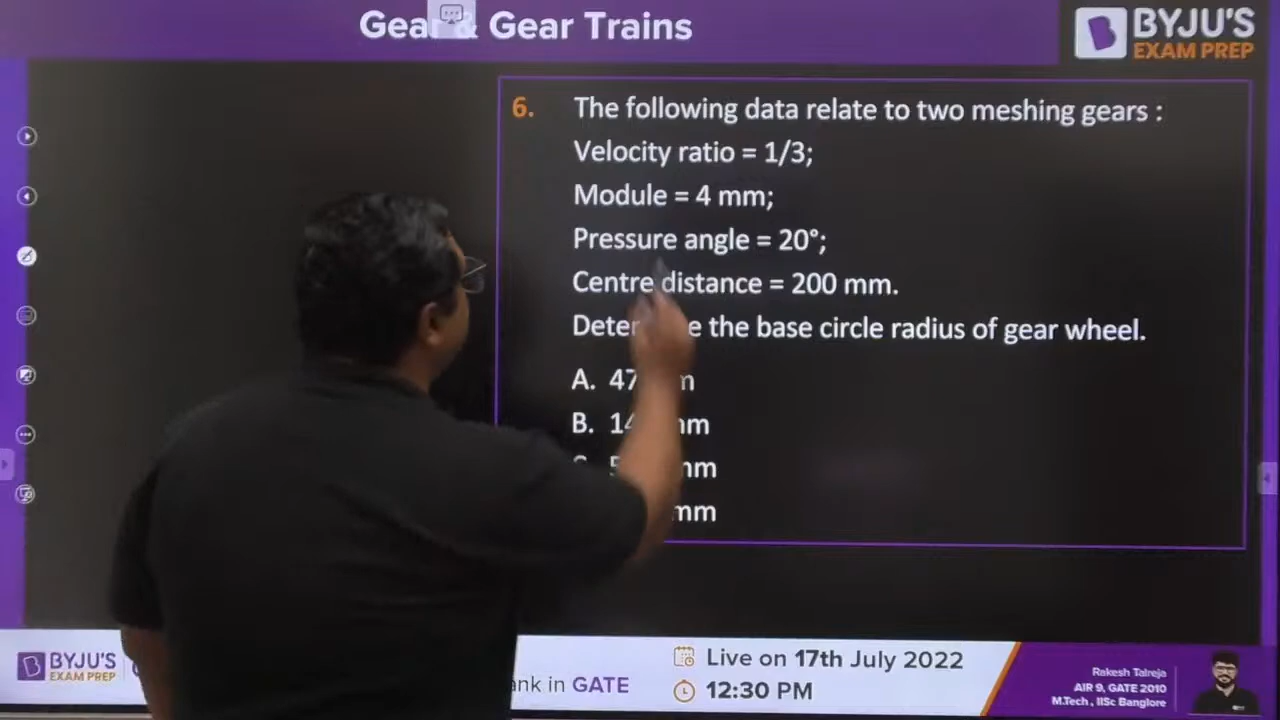 Gear & Gear Trains
BYJU'S
EXAM PREP
6. The following data relate to two meshing gears :
Velocity ratio = 1/3;
Module = 4 mm;
Pressure angle = 20°;
Centre distance = 200 mm.
the base circle radius of gear wheel.
A.
B.
mm
mm
BYJU'S
EXAM PREP
in GATE
Live on 17th July 2022
12:30 PM
Rakesh Talreja
AIR 9, GATE 2010
M.Tech, IISc Banglore